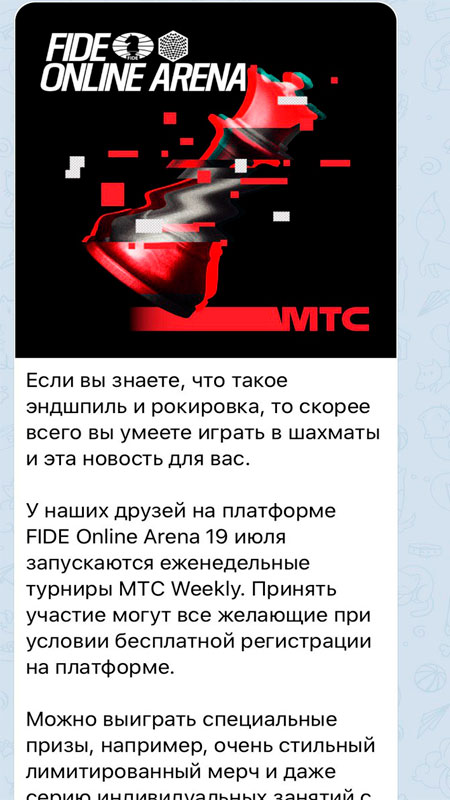 FIDE
FIDE
ONLINE ARENA
МТС
Если вы знаете, что такое
эндшпиль и рокировка, то скорее
всего вы умеете играть в шахматы
и эта новость для вас.
У наших друзей на платформе
FIDE Online Arena 19 июля
запускаются еженедельные
турниры МТС Weekly. Принять
участие могут все желающие при
условии бесплатной регистрации
на платформе.
Можно выиграть специальные
призы, например, очень стильный
лимитированный мерч и даже
серию индивидуальных занятий с